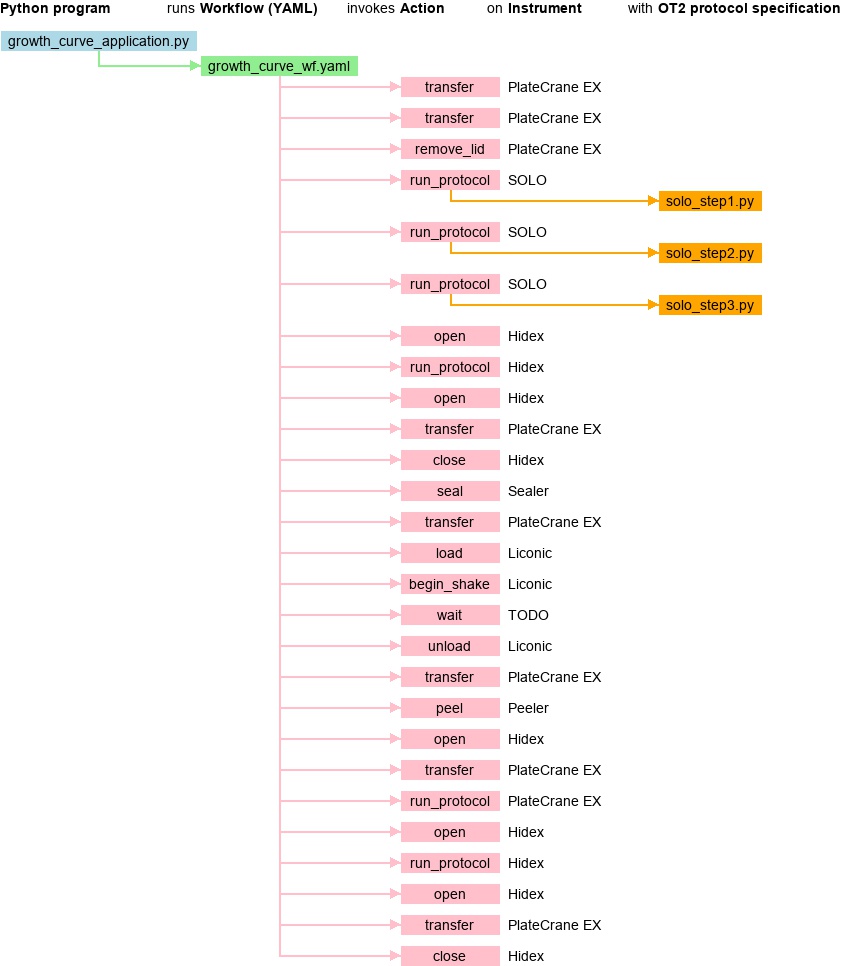 Python program runs Workflow (YAML) invokes Action on Instrument with OT2 protocol specification
growth_curve_application.py
growth_curve_wf.yaml
transfer PlateCrane EX
transfer PlateCrane EX
remove_lid PlateCrane EX
run_protocol SOLO
solo_step1.py
run_protocol SOLO
solo_step2.py
run_protocol SOLO
solo_step3.py
open Hidex
run_protocol Hidex
open Hidex
transfer PlateCrane EX
close Hidex
seal Sealer
transfer PlateCrane EX
load Liconic
begin_shake Liconic
wait TODO
unload Liconic
transfer PlateCrane EX
peel Peeler
open Hidex
transfer PlateCrane EX
run_protocol PlateCrane EX
open Hidex
run_protocol Hidex
open Hidex
transfer PlateCrane EX
close Hidex